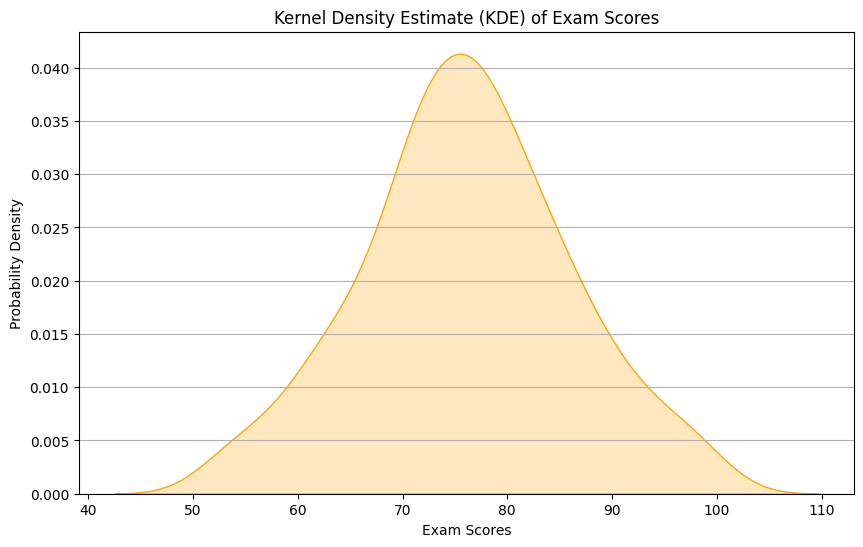 Kernel Density Estimate (KDE) of Exam Scores
0.040
0.035
0.030
0.025
0.020
0.015
0.010
0.005
0.000
Probability Density
40 50 60 70 80 90 100 110
Exam Scores